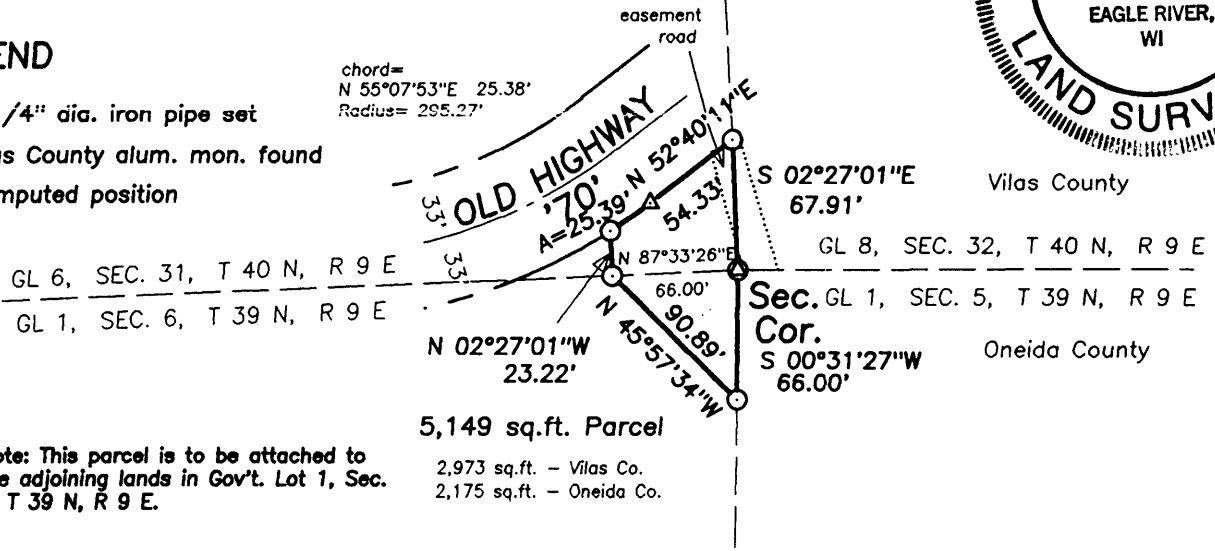 END
/4" dia. iron pipe set
as County alum. mon. found
mputed position
chord=
N 55°07'53"E 25.38'
Radius= 295.27'
easement
road
EAGLE RIVER,
WI
LAND SURV
33'
33'
OLD HIGHWAY
'70'
A=25.39'
N 52°40'11"E
54.33'
S 02°27'01"E
67.91'
Vilas County
GL 6, SEC. 31, T 40 N, R 9 E
GL 1, SEC. 6, T 39 N, R 9 E
N 87°33'26"E
66.00'
GL 8, SEC. 32, T 40 N, R 9 E
Sec.
Cor.
GL 1, SEC. 5, T 39 N, R 9 E
Oneida County
N 02°27'01"W
23.22'
90.89'
N 45°57'34"W
S 00°31'27"W
66.00'
5,149 sq.ft. Parcel
2,973 sq.ft. - Vilas Co.
2,175 sq.ft. - Oneida Co.
ote: This parcel is to be attached to
e adjoining lands in Gov't. Lot 1, Sec.
T 39 N, R 9 E.